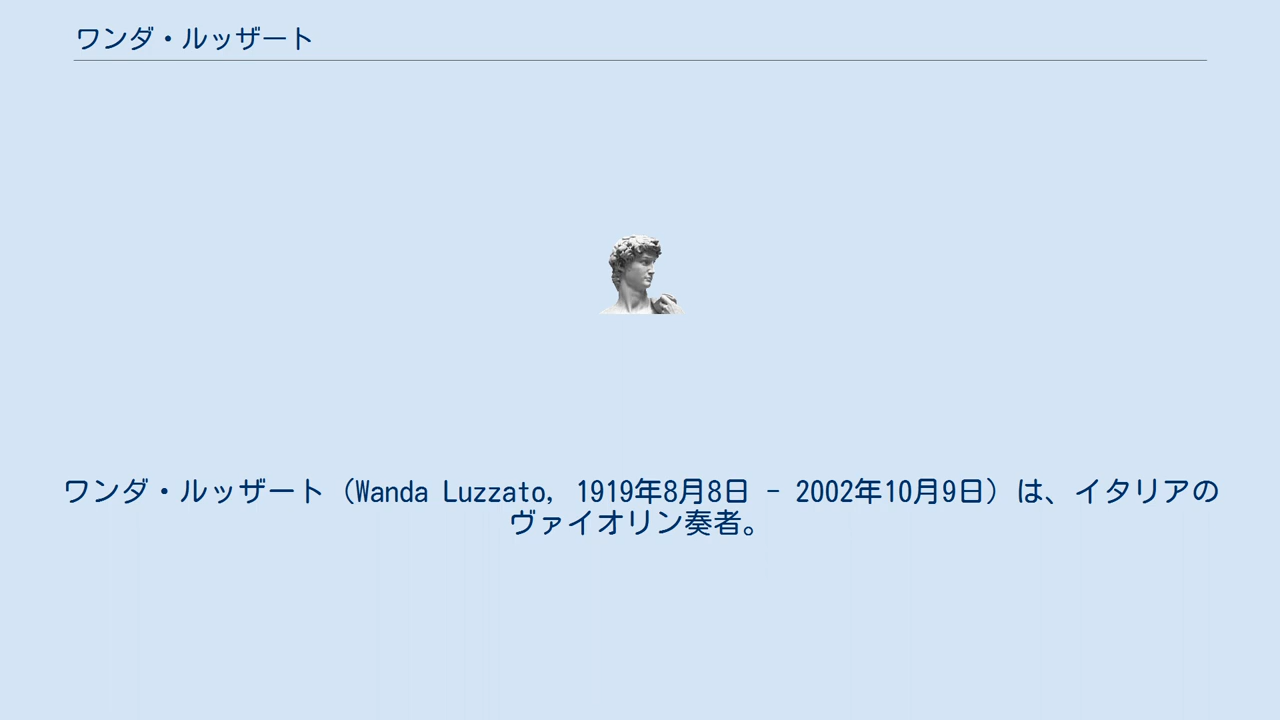 ワンダ・ルッザート
ワンダ・ルッザート（Wanda Luzzato, 1919年8月8日 - 2002年10月9日）は、イタリアの
ヴァイオリン奏者。